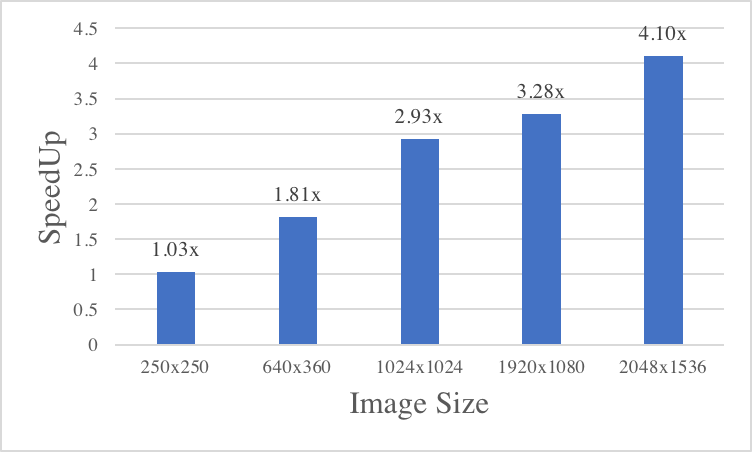 4.5
4
3.5
3
2.5
2
1.5
1
0.5
0
SpeedUp
1.03x
1.81x
2.93x
3.28x
4.10x
250x250 640x360 1024x1024 1920x1080 2048x1536
Image Size